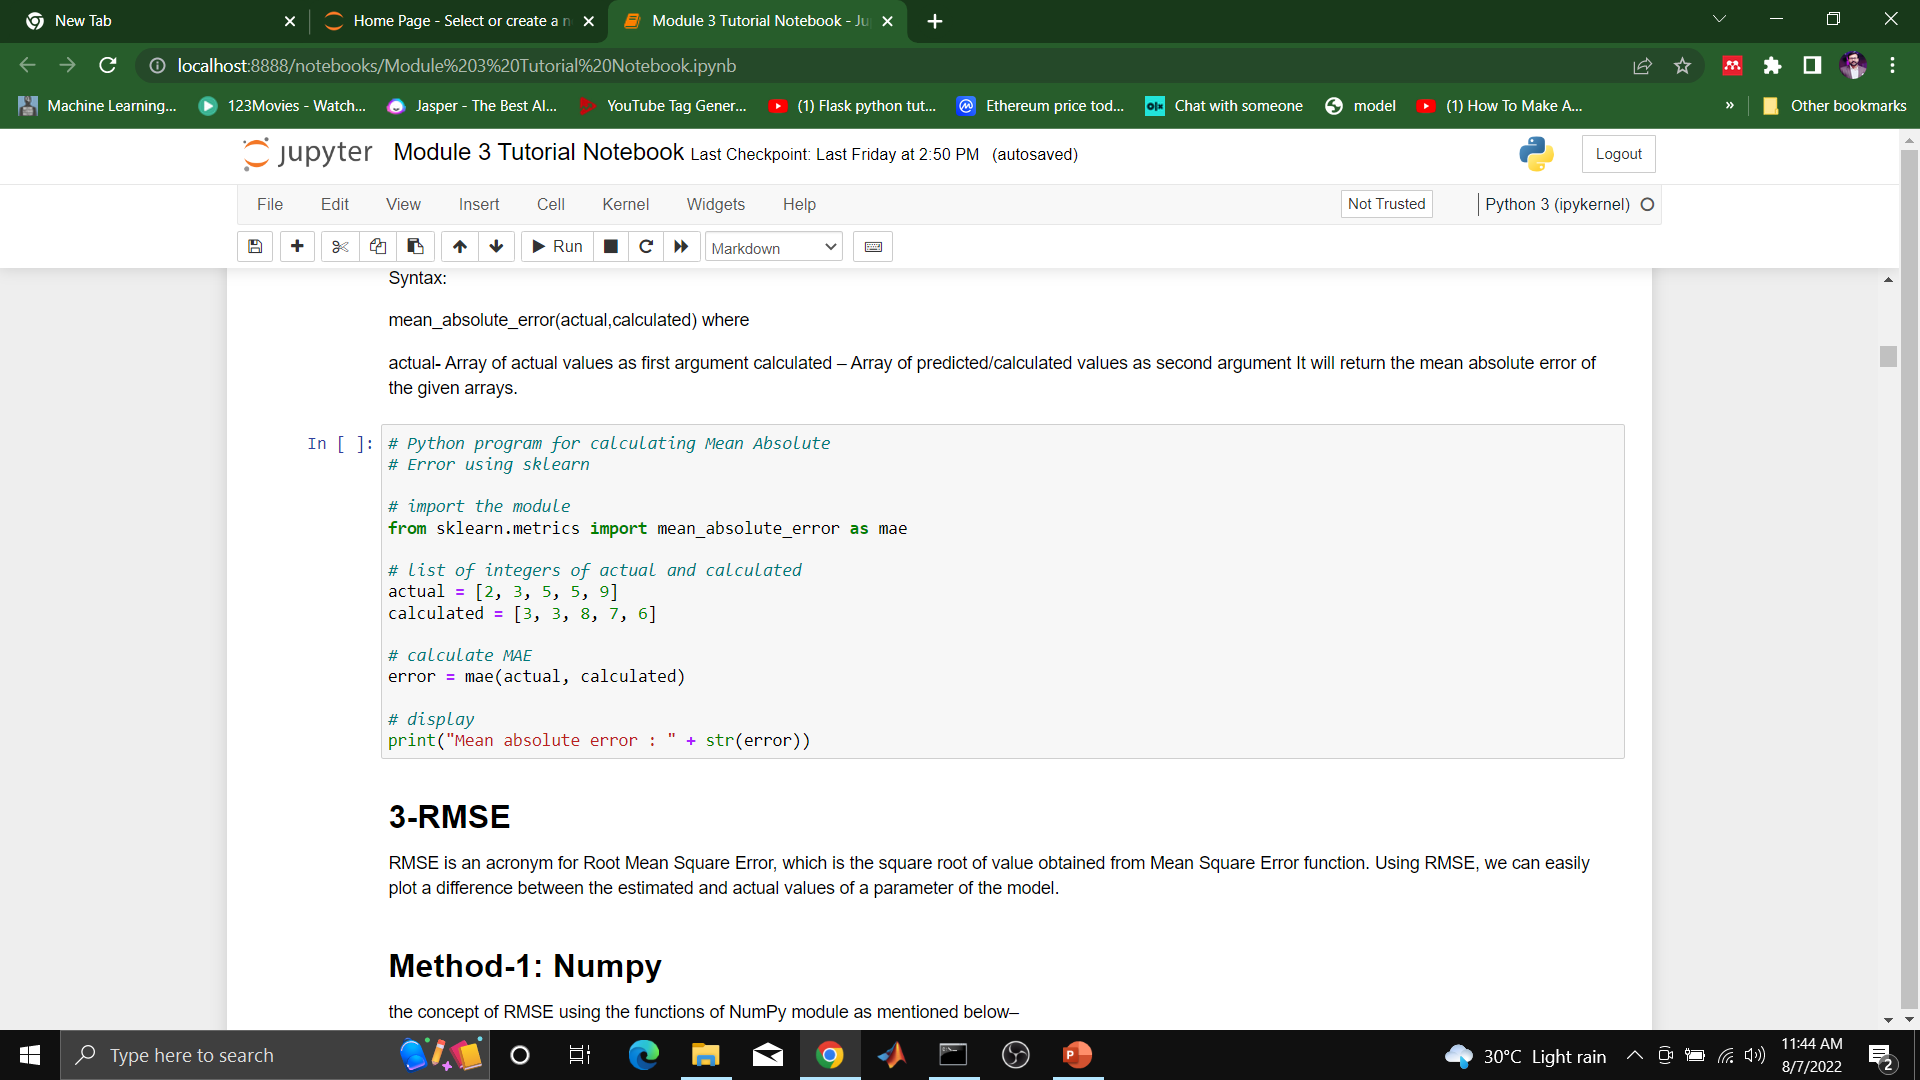 New Tab
Home Page - Select or create a n
Module 3 Tutorial Notebook - Ju
localhost:8888/notebooks/Module%203%20Tutorial%20Notebook.ipynb
Machine Learning...
123Movies - Watch...
Jasper - The Best Al...
YouTube Tag Gener...
(1) Flask python tut...
Ethereum price tod...
Chat with someone
model
(1) How To Make A...
»
Other bookmarks
jupyter
Module 3 Tutorial Notebook Last Checkpoint: Last Friday at 2:50 PM (autosaved)
Logout
File Edit View Insert Cell Kernel Widgets Help
Not Trusted
Python 3 (ipykernel)
Run
Markdown
Syntax:
mean_absolute_error(actual,calculated) where
actual- Array of actual values as first argument calculated – Array of predicted/calculated values as second argument It will return the mean absolute error of
the given arrays.
In [ ]:
# Python program for calculating Mean Absolute
# Error using sklearn
# import the module
from sklearn.metrics import mean_absolute_error as mae
# list of integers of actual and calculated
actual = [2, 3, 5, 5, 9]
calculated = [3, 3, 8, 7, 6]
# calculate MAE
error = mae(actual, calculated)
# display
print("Mean absolute error : " + str(error))
3-RMSE
RMSE is an acronym for Root Mean Square Error, which is the square root of value obtained from Mean Square Error function. Using RMSE, we can easily
plot a difference between the estimated and actual values of a parameter of the model.
Method-1: Numpy
the concept of RMSE using the functions of NumPy module as mentioned below–
Type here to search
30°C Light rain
11:44 AM
8/7/2022
2